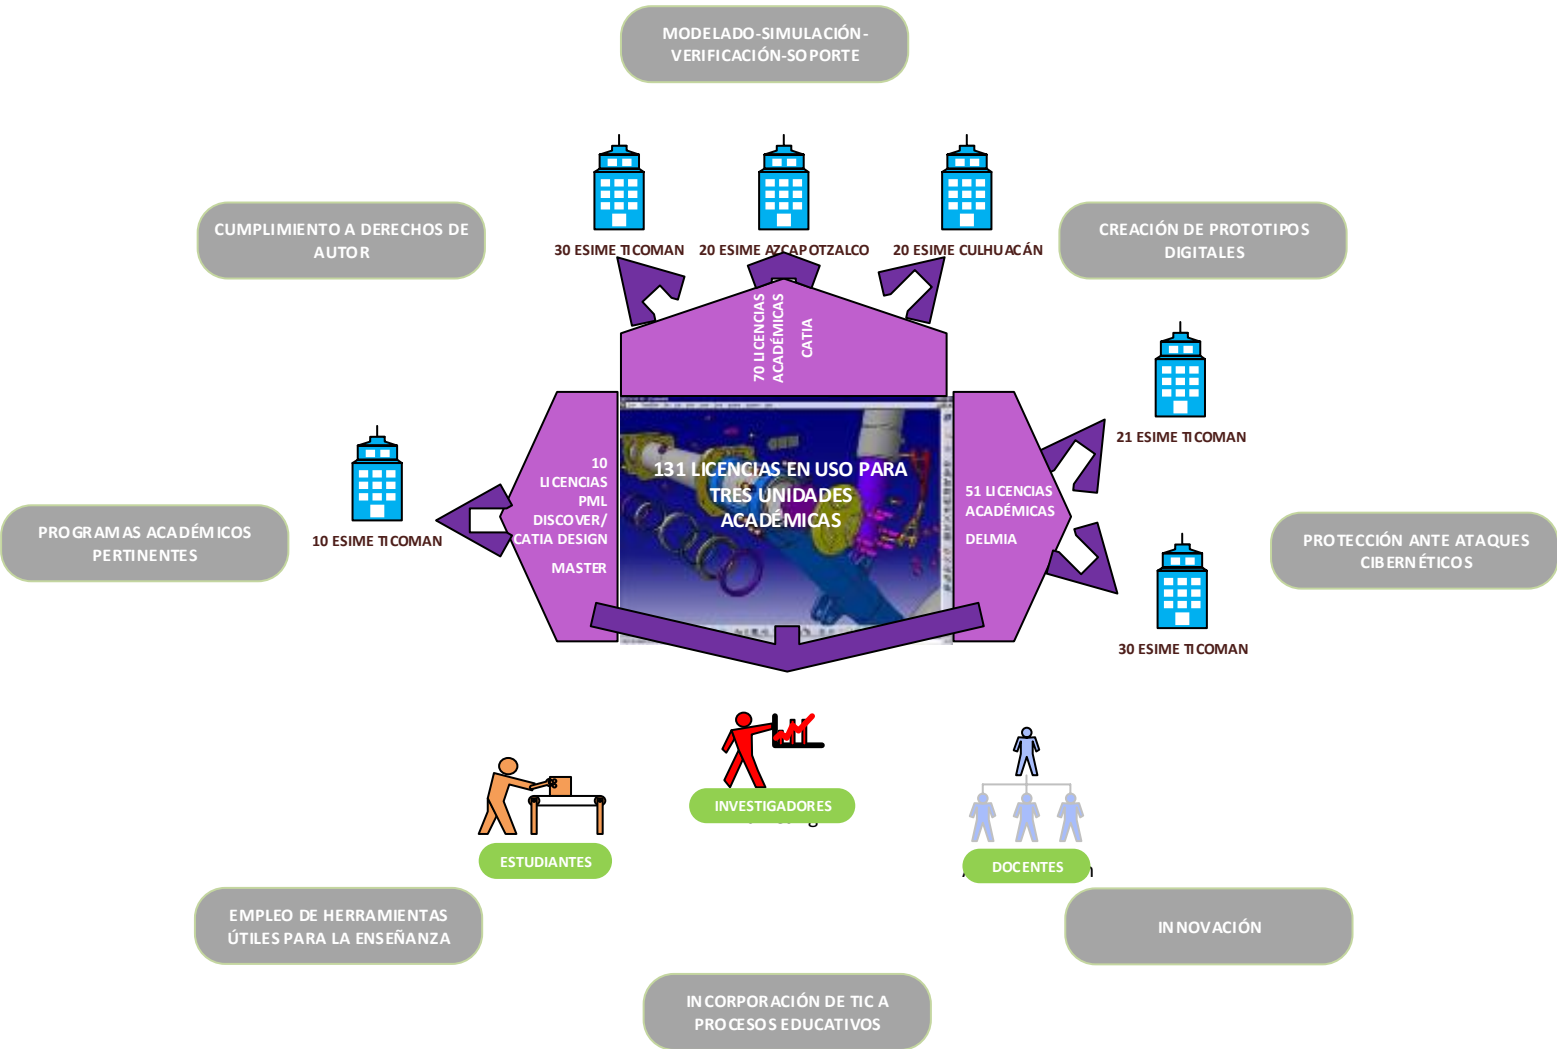 MODELADO-SIMULACIÓN-
VERIFICACIÓN-SOPORTE
CUMPLIMIENTO A DERECHOS DE
AUTOR
30 ESIME TICOMAN
20 ESIME AZCAPOTZALCO
20 ESIME CULHUACÁN
CREACIÓN DE PROTOTIPOS
DIGITALES
70 LICENCIAS
ACADÉMICAS
CATIA
21 ESIME TICOMAN
10
LICENCIAS
PML
DISCOVER/
CATIA DESIGN
MASTER
131 LICENCIAS EN USO PARA
TRES UNIDADES
ACADÉMICAS
51 LICENCIAS
ACADÉMICAS
DELMIA
10 ESIME TICOMAN
PROGRAMAS ACADÉMICOS
PERTINENTES
PROTECCIÓN ANTE ATAQUES
CIBERNÉTICOS
30 ESIME TICOMAN
INVESTIGADORES
ESTUDIANTES
DOCENTES
EMPLEO DE HERRAMIENTAS
ÚTILES PARA LA ENSEÑANZA
INNOVACIÓN
INCORPORACIÓN DE TIC A
PROCESOS EDUCATIVOS